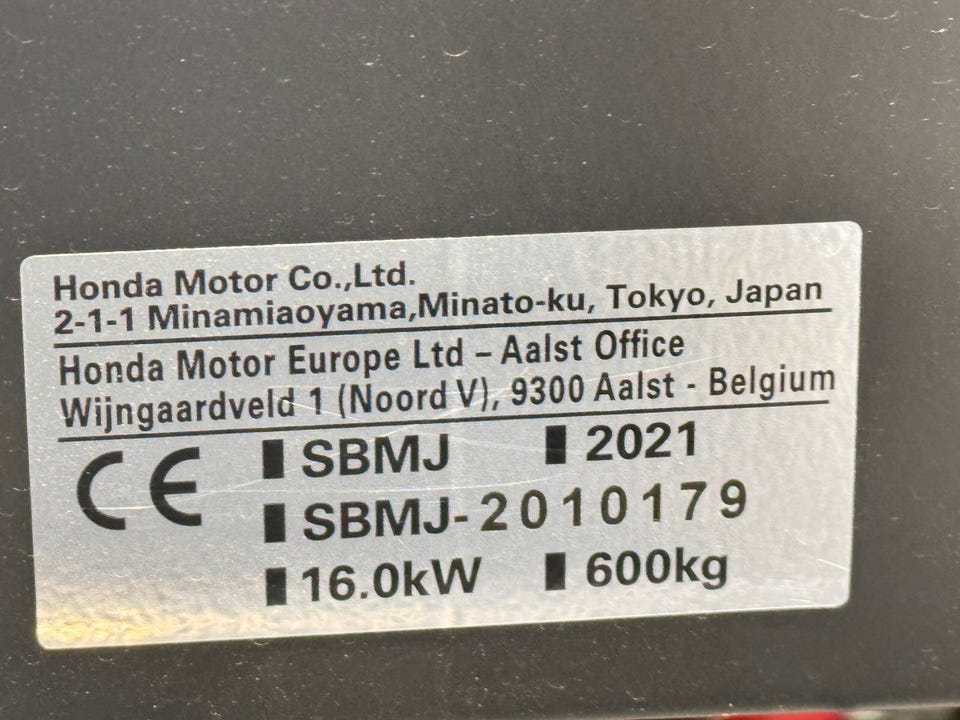 Honda Motor Co.,Ltd.
2-1-1 Minamiaoyama,Minato-ku, Tokyo, Japan
Honda Motor Europe Ltd – Aalst Office
Wijngaardveld 1 (Noord V), 9300 Aalst - Belgium
CE SBMJ 2021
SBMJ-2010179
16.0kW 600kg